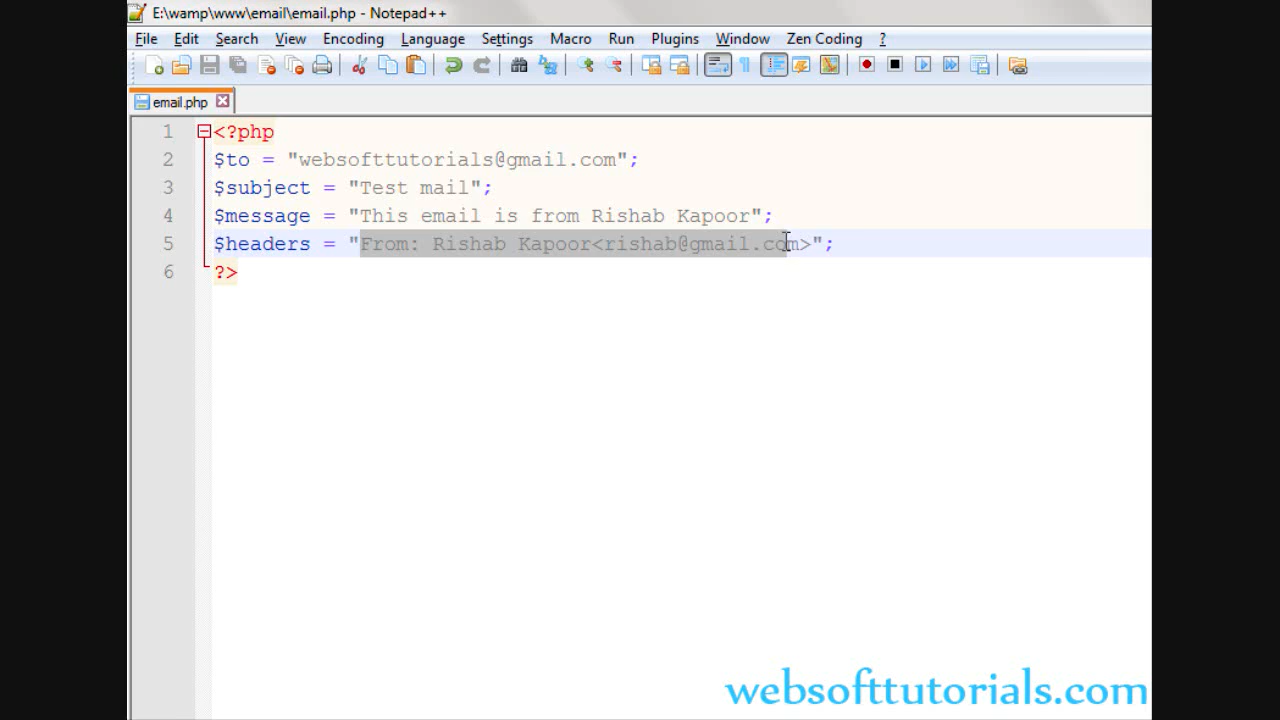 E:\wamp\www\email\email.php - Notepad++
File Edit Search View Encoding Language Settings Macro Run Plugins Window Zen Coding ?
email.php
1 <?php
2 $to = "websofttutorials@gmail.com";
3 $subject = "Test mail";
4 $message = "This email is from Rishab Kapoor";
5 $headers = "From: Rishab Kapoor<rishab@gmail.com>";
6 ?>
websofttutorials.com